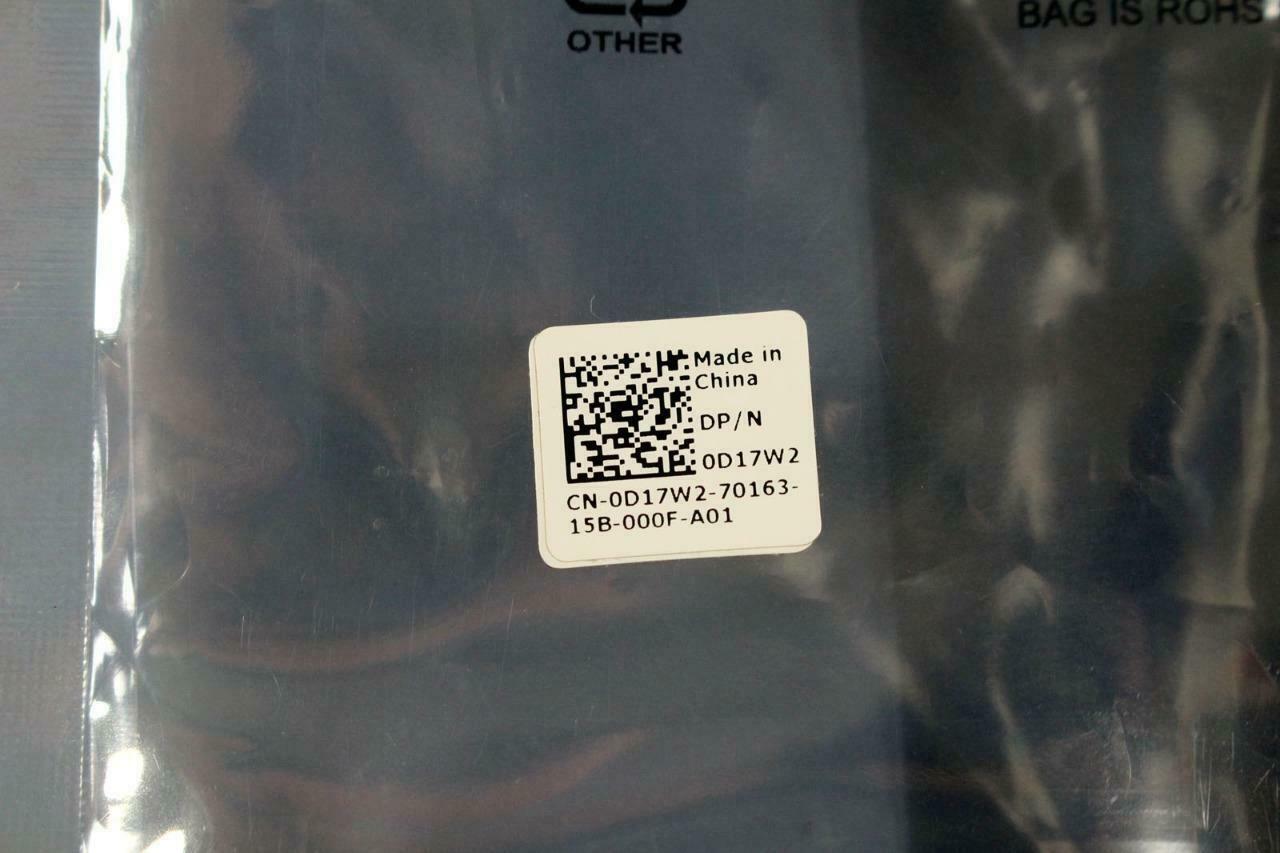 OTHER
BAG IS ROHS
Made in
China
DP/N
0D17W2
CN-0D17W2-70163-
15B-000F-A01